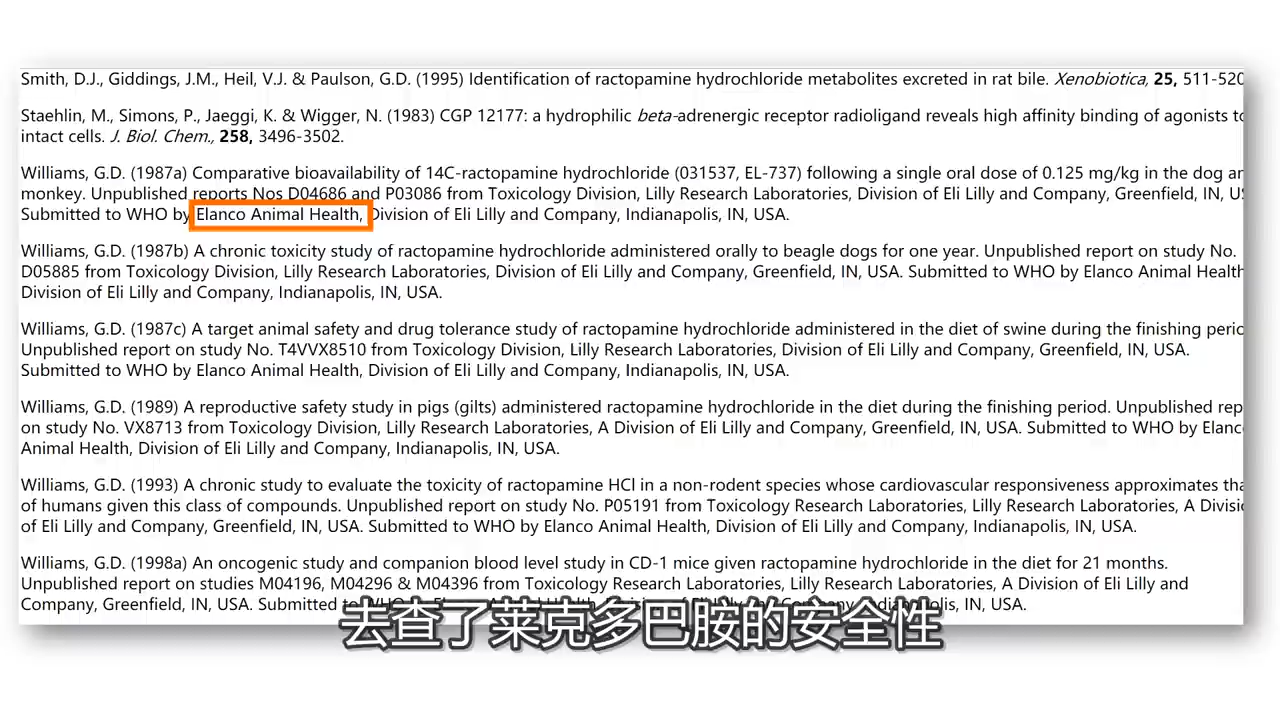 Smith, D.J., Giddings, J.M., Heil, V.J. & Paulson, G.D. (1995) Identification of ractopamine hydrochloride metabolites excreted in rat bile. Xenobiotica, 25, 511-520
Staehlin, M., Simons, P., Jaeggi, K. & Wigger, N. (1983) CGP 12177: a hydrophilic beta-adrenergic receptor radioligand reveals high affinity binding of agonists to
intact cells. J. Biol. Chem., 258, 3496-3502.
Williams, G.D. (1987a) Comparative bioavailability of 14C-ractopamine hydrochloride (031537, EL-737) following a single oral dose of 0.125 mg/kg in the dog an
monkey. Unpublished reports Nos D04686 and P03086 from Toxicology Division, Lilly Research Laboratories, Division of Eli Lilly and Company, Greenfield, IN, US
Submitted to WHO by Elanco Animal Health, Division of Eli Lilly and Company, Indianapolis, IN, USA.
Williams, G.D. (1987b) A chronic toxicity study of ractopamine hydrochloride administered orally to beagle dogs for one year. Unpublished report on study No.
D05885 from Toxicology Division, Lilly Research Laboratories, Division of Eli Lilly and Company, Greenfield, IN, USA. Submitted to WHO by Elanco Animal Health
Division of Eli Lilly and Company, Indianapolis, IN, USA.
Williams, G.D. (1987c) A target animal safety and drug tolerance study of ractopamine hydrochloride administered in the diet of swine during the finishing perio
Unpublished report on study No. T4VVX8510 from Toxicology Division, Lilly Research Laboratories, Division of Eli Lilly and Company, Greenfield, IN, USA.
Submitted to WHO by Elanco Animal Health, Division of Eli Lilly and Company, Indianapolis, IN, USA.
Williams, G.D. (1989) A reproductive safety study in pigs (gilts) administered ractopamine hydrochloride in the diet during the finishing period. Unpublished rep
on study No. VX8713 from Toxicology Division, Lilly Research Laboratories, A Division of Eli Lilly and Company, Greenfield, IN, USA. Submitted to WHO by Elanc
Animal Health, Division of Eli Lilly and Company, Indianapolis, IN, USA.
Williams, G.D. (1993) A chronic study to evaluate the toxicity of ractopamine HCl in a non-rodent species whose cardiovascular responsiveness approximates tha
of humans given this class of compounds. Unpublished report on study No. P05191 from Toxicology Research Laboratories, Lilly Research Laboratories, A Divisio
of Eli Lilly and Company, Greenfield, IN, USA. Submitted to WHO by Elanco Animal Health, Division of Eli Lilly and Company, Indianapolis, IN, USA.
Williams, G.D. (1998a) An oncogenic study and companion blood level study in CD-1 mice given ractopamine hydrochloride in the diet for 21 months.
Unpublished report on studies M04196, M04296 & M04396 from Toxicology Research Laboratories, Lilly Research Laboratories, A Division of Eli Lilly and
Company, Greenfield, IN, USA. Submitted IN, USA.
去查了莱克多巴胺的安全性